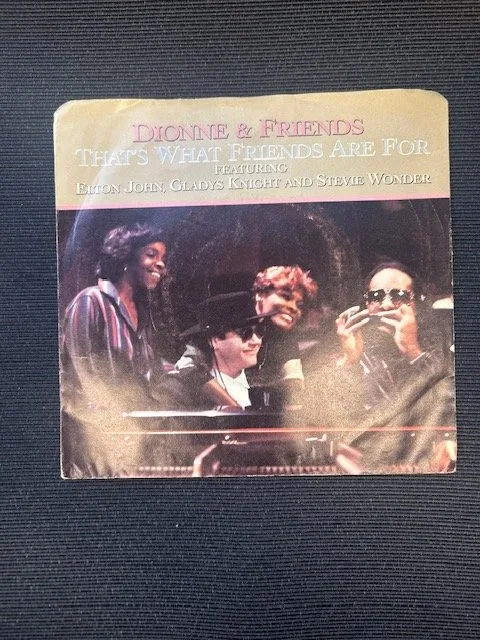 DIONNE & FRIENDS
THAT'S WHAT FRIENDS ARE FOR
FEATURING
ELTON JOHN, GLADYS KNIGHT AND STEVIE WONDER